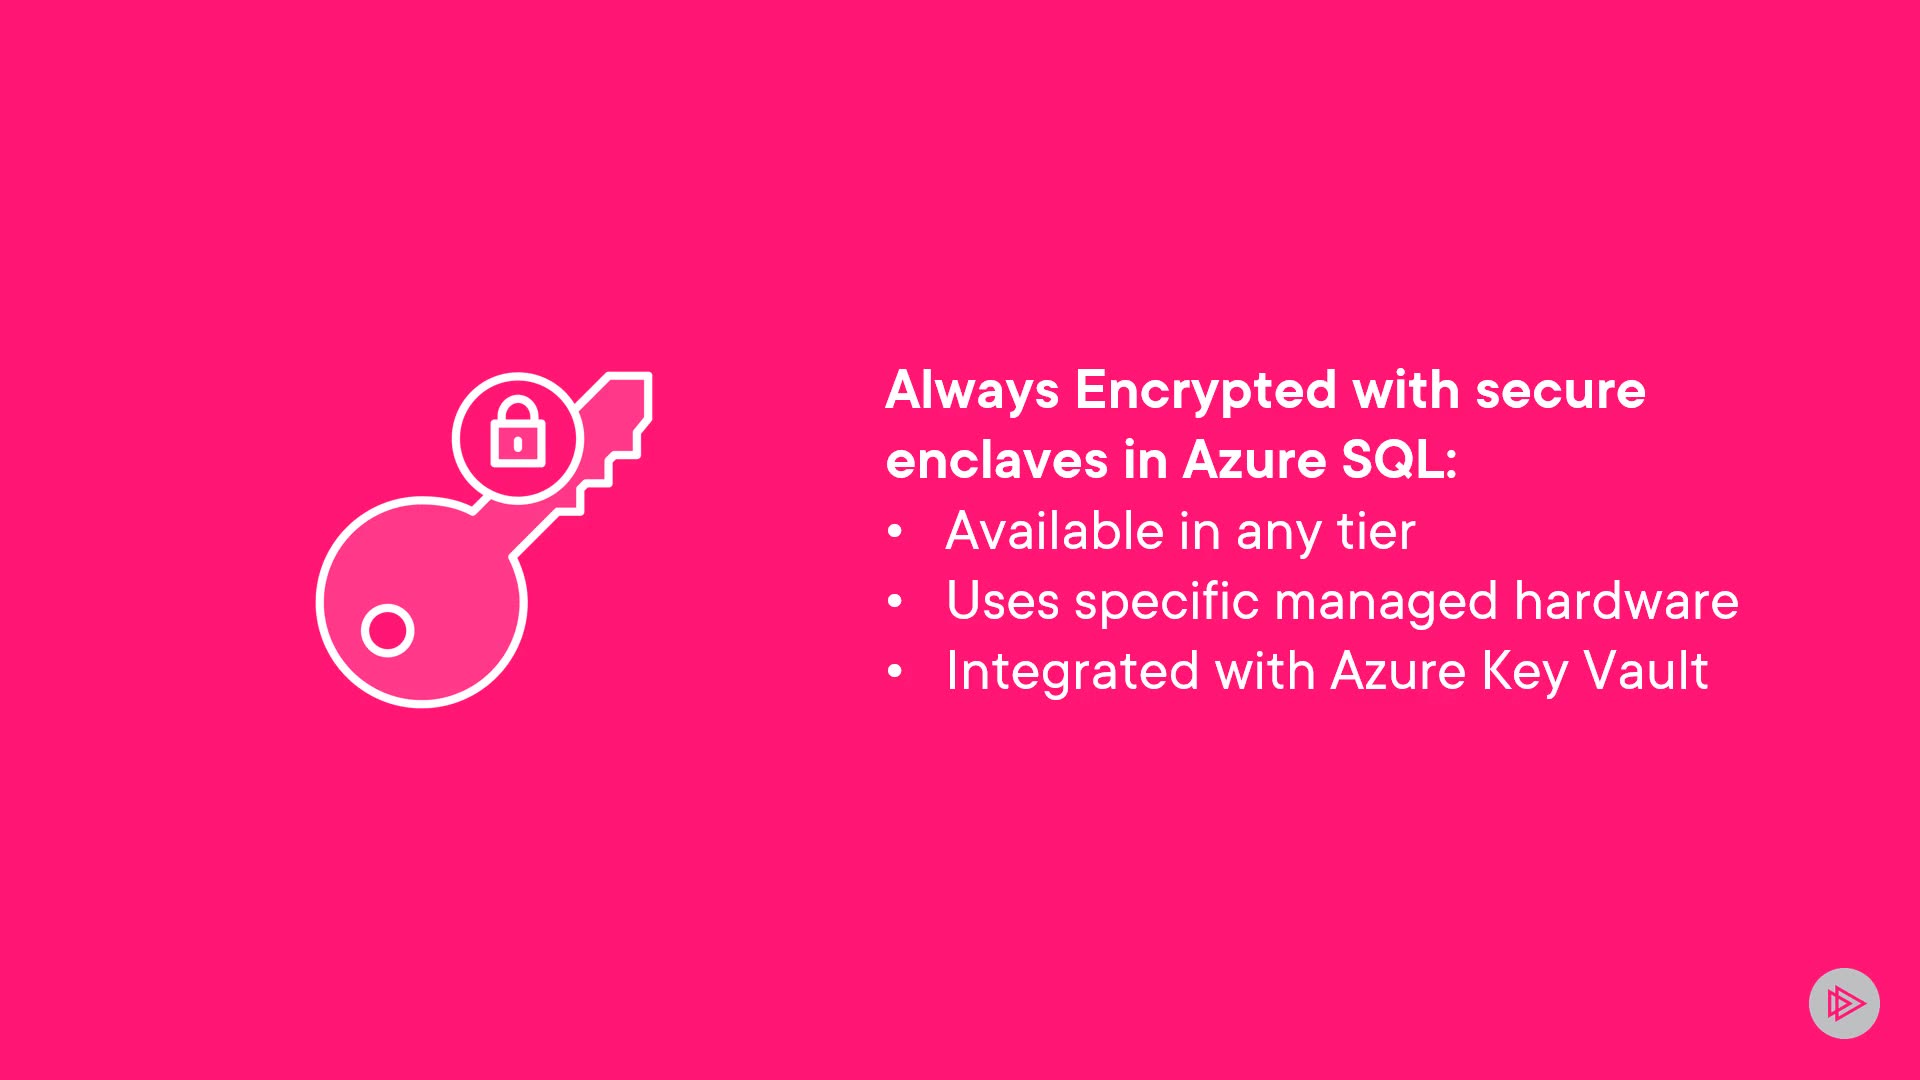 Always Encrypted with secure
enclaves in Azure SQL:
• Available in any tier
• Uses specific managed hardware
• Integrated with Azure Key Vault